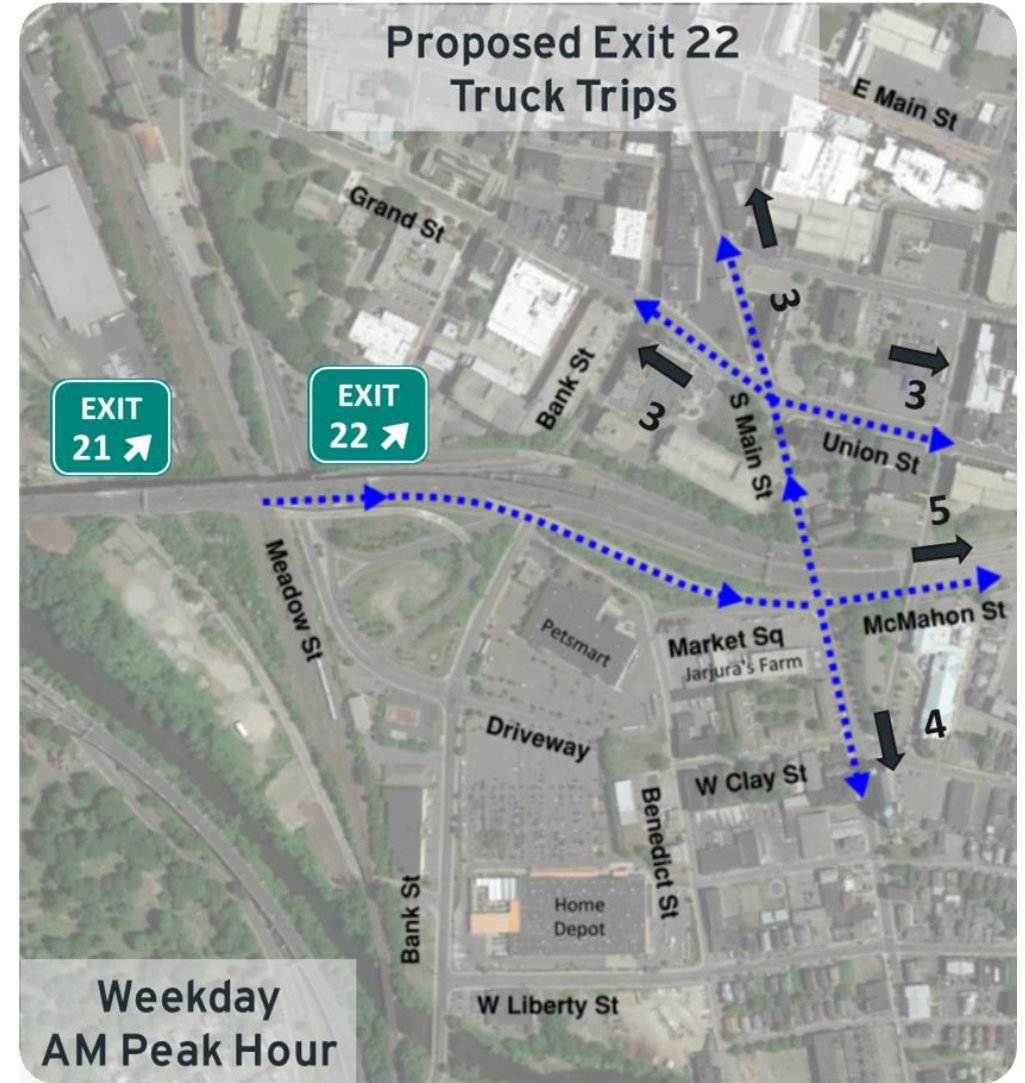 Proposed Exit 22
Truck Trips
E Main St
Grand St
3
3
Bank St
3
S Main St
Union St
EXIT
21
EXIT
22
5
Meadow St
McMahon St
Petsmart
Market Sq
Jarjura's Farm
Driveway
4
W Clay St
Benedict St
Bank St
Home
Depot
W Liberty St
Weekday
AM Peak Hour